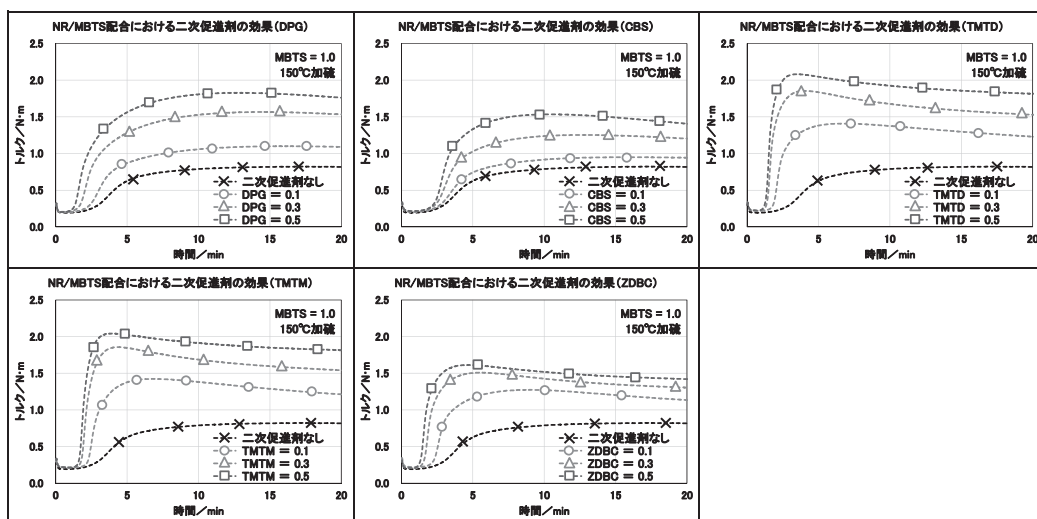 NR/MBTS配合における二次促進剤の効果(DPG)
MBTS = 1.0
150℃加硫
トルク/N·m
2.5
2.0
1.5
1.0
0.5
0.0
二次促進剤なし
DPG = 0.1
DPG = 0.3
DPG = 0.5
0 5 10 15 20
時間/min
NR/MBTS配合における二次促進剤の効果(CBS)
MBTS = 1.0
150℃加硫
トルク/N·m
2.5
2.0
1.5
1.0
0.5
0.0
二次促進剤なし
CBS = 0.1
CBS = 0.3
CBS = 0.5
0 5 10 15 20
時間/min
NR/MBTS配合における二次促進剤の効果(TMTD)
MBTS = 1.0
150℃加硫
トルク/N·m
2.5
2.0
1.5
1.0
0.5
0.0
二次促進剤なし
TMTD = 0.1
TMTD = 0.3
TMTD = 0.5
0 5 10 15 20
時間/min
NR/MBTS配合における二次促進剤の効果(TMTM)
MBTS = 1.0
150℃加硫
トルク/N·m
2.5
2.0
1.5
1.0
0.5
0.0
二次促進剤なし
TMTM = 0.1
TMTM = 0.3
TMTM = 0.5
0 5 10 15 20
時間/min
NR/MBTS配合における二次促進剤の効果(ZDBC)
MBTS = 1.0
150℃加硫
トルク/N·m
2.5
2.0
1.5
1.0
0.5
0.0
二次促進剤なし
ZDBC = 0.1
ZDBC = 0.3
ZDBC = 0.5
0 5 10 15 20
時間/min